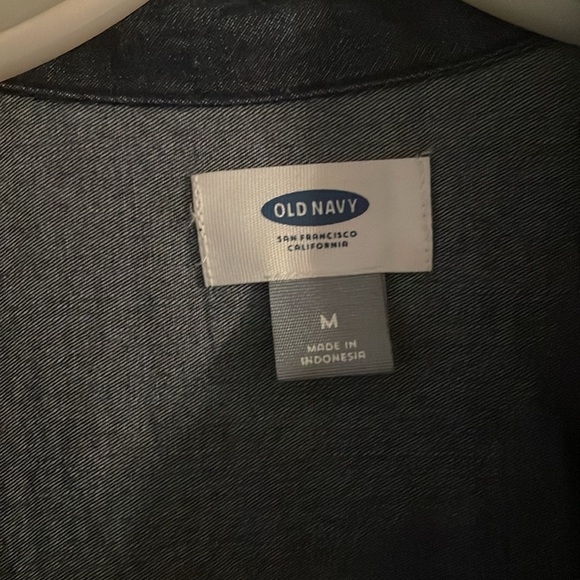 OLD NAVY
SAN FRANCISCO
CALIFORNIA
M
MADE IN
INDONESIA